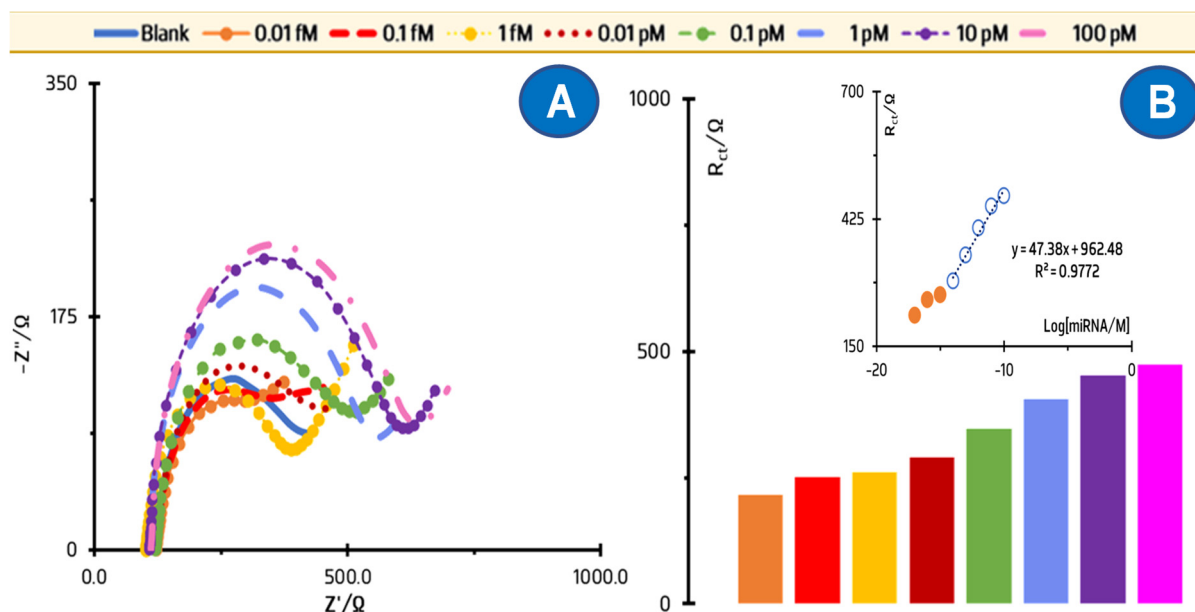 Blank 0.01 fM 0.1 fM 1 fM 0.01 pM 0.1 pM 1 pM 10 pM 100 pM
A
350
175
0
-Z''/Ω
0.0 500.0 1000.0
Z'/Ω
B
1000
500
0
Rct/Ω
700
425
150
Rct/Ω
y = 47.38x + 962.48
R² = 0.9772
Log[miRNA/M]
-20 -10 0